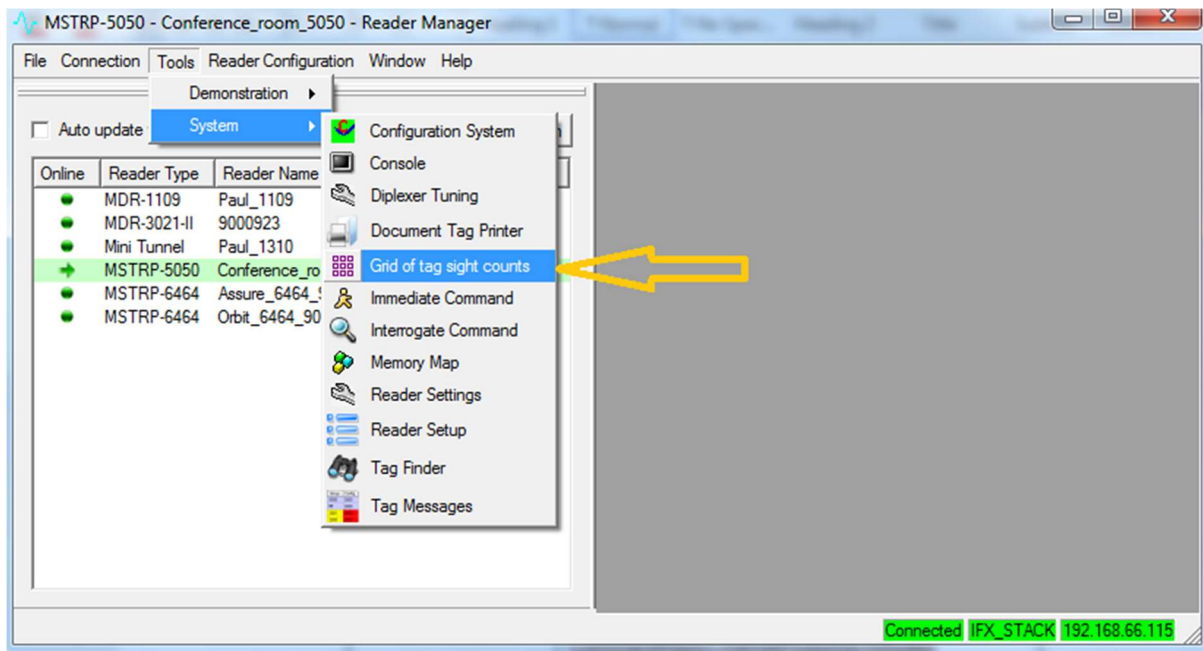 MSTRP-5050 - Conference_room_5050 - Reader Manager
File Connection Tools Reader Configuration Window Help
Demonstration
Auto update
System
Configuration System
Console
Diplexer Tuning
Document Tag Printer
Grid of tag sight counts
Immediate Command
Interrogate Command
Memory Map
Reader Settings
Reader Setup
Tag Finder
Tag Messages
Online Reader Type Reader Name
MDR-1109 Paul_1109
MDR-3021-II 9000923
Mini Tunnel Paul_1310
MSTRP-5050 Conference_ro
MSTRP-6464 Assure_6464_
MSTRP-6464 Orbit_6464_90
Connected IFX_STACK 192.168.66.115